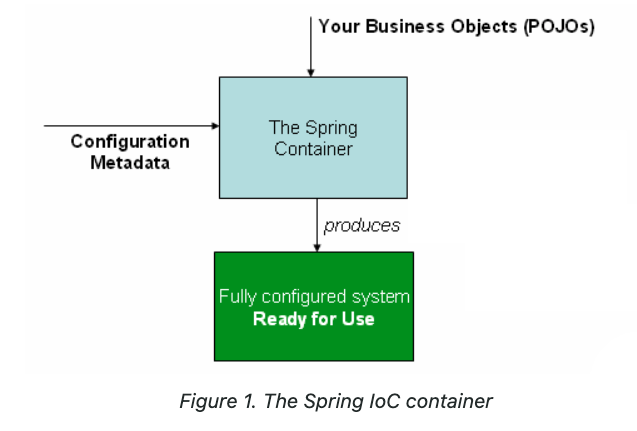 Your Business Objects (POJOs)
The Spring
Container
Configuration
Metadata
produces
Fully configured system
Ready for Use
Figure 1. The Spring IoC container